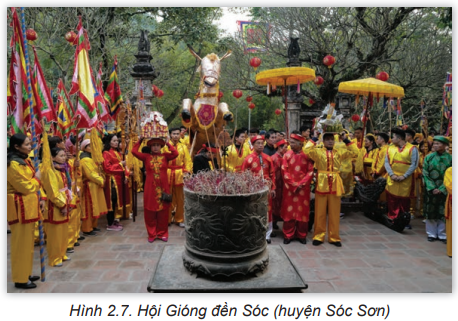 Hình 2.7. Hội Gióng đền Sóc (huyện Sóc Sơn)